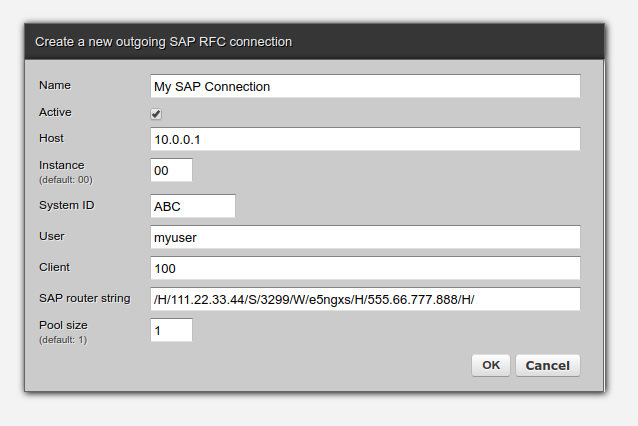 Create a new outgoing SAP RFC connection
Name My SAP Connection
Active
Host 10.0.0.1
Instance 00
(default: 00)
System ID ABC
User myuser
Client 100
SAP router string /H/111.22.33.44/S/3299/W/e5ngxs/H/555.66.777.888/H/
Pool size 1
(default: 1)
OK Cancel